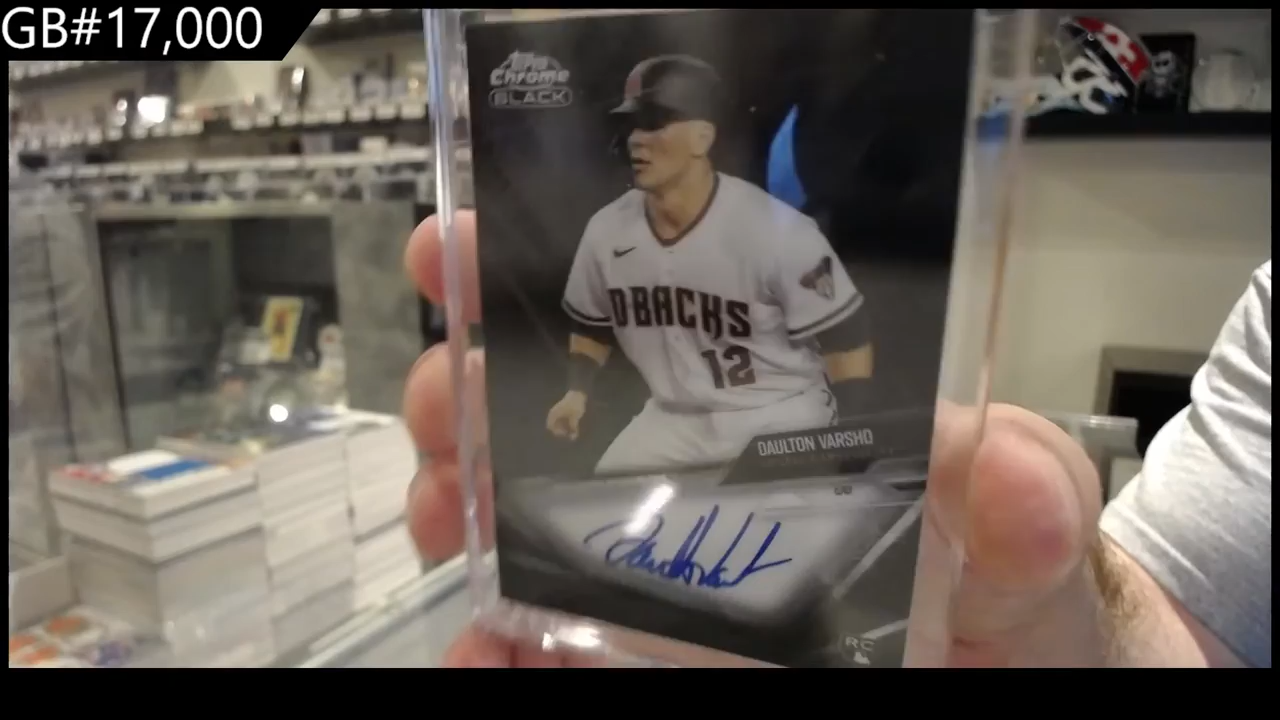 GB#17,000
Topps
Chrome
BLACK
DBACKS
12
DAULTON VARSHO
RC